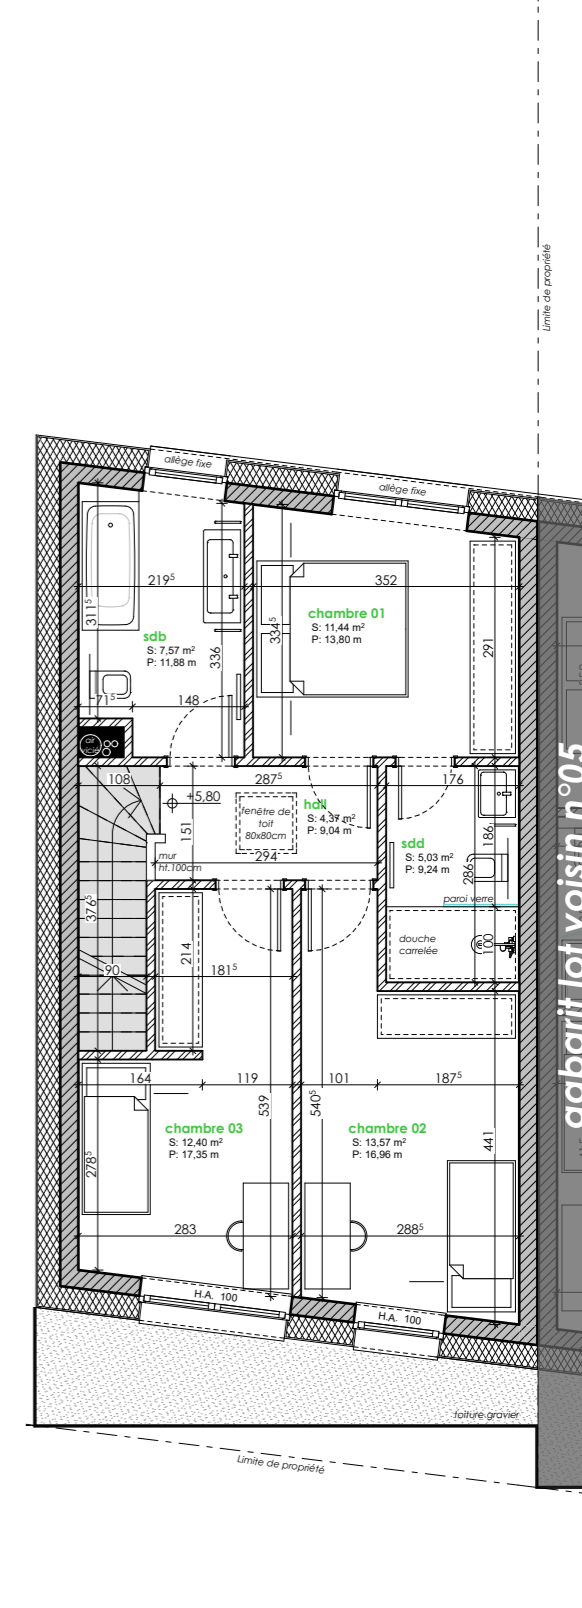 Limite de propriété
allège fixe
allège fixe
219⁵
352
311⁵
sdb
S: 7,57 m²
P: 11,88 m
336
334⁵
chambre 01
S: 11,44 m²
P: 13,80 m
291
71⁵
148
air
vicié
108
287⁵
176
+5,80
hall
S: 4,37 m²
P: 9,04 m
fenêtre de
toit
80x80cm
151
294
mur
ht.100cm
sdd
S: 5,03 m²
P: 9,24 m
186
286
paroi verre
douche
carrelée
100
376⁵
214
90
181⁵
164
119
101
187⁵
539
540⁵
441
chambre 03
S: 12,40 m²
P: 17,35 m
chambre 02
S: 13,57 m²
P: 16,96 m
278⁵
283
288⁵
H.A. 100
H.A. 100
toiture gravier
Limite de propriété
gabarit lot voisin n°05